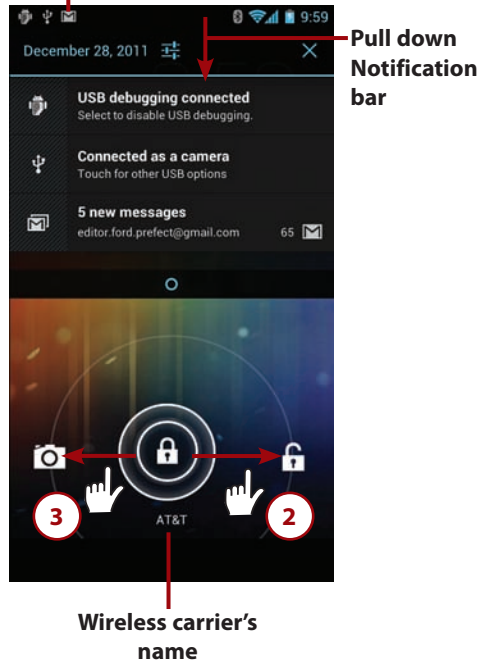 9:59
Pull down
Notification
bar
December 28, 2011
USB debugging connected
Select to disable USB debugging.
Connected as a camera
Touch for other USB options
5 new messages
editor.ford.prefect@gmail.com 65
3
2
AT&T
Wireless carrier's
name